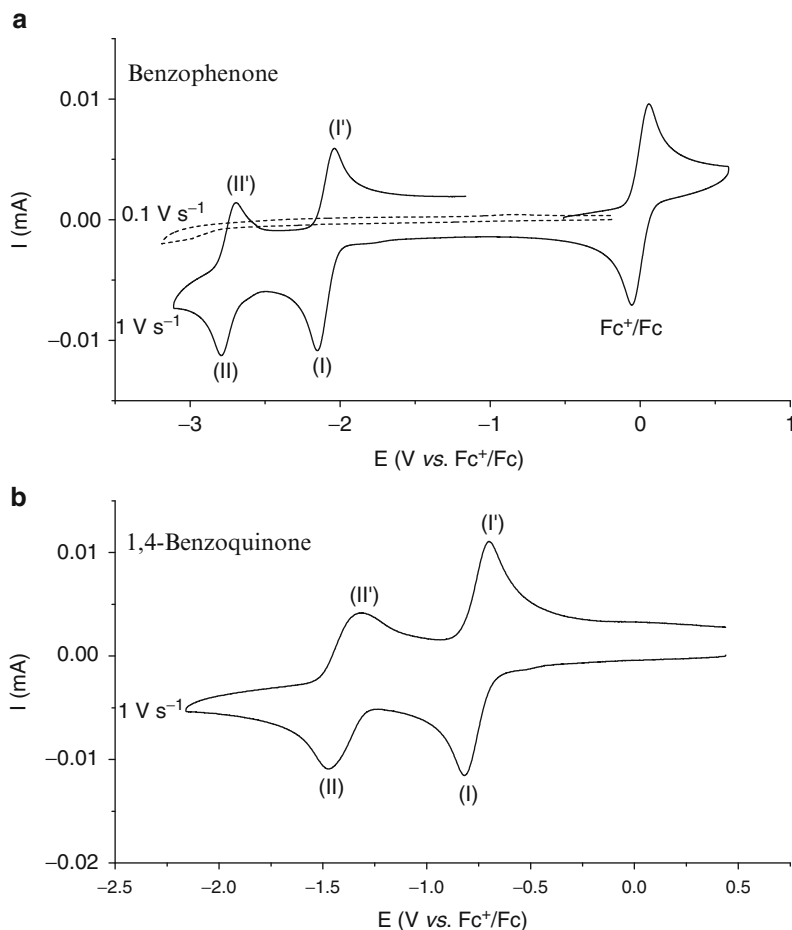 a
Benzophenone
0.01
0.00
−0.01
I (mA)
(I')
(II')
0.1 V s⁻¹
1 V s⁻¹
(II)
(I)
Fc⁺/Fc
−3
−2
−1
0
1
E (V vs. Fc⁺/Fc)
b
1,4-Benzoquinone
0.01
0.00
−0.01
−0.02
I (mA)
(I')
(II')
1 V s⁻¹
(II)
(I)
−2.5
−2.0
−1.5
−1.0
−0.5
0.0
0.5
E (V vs. Fc⁺/Fc)